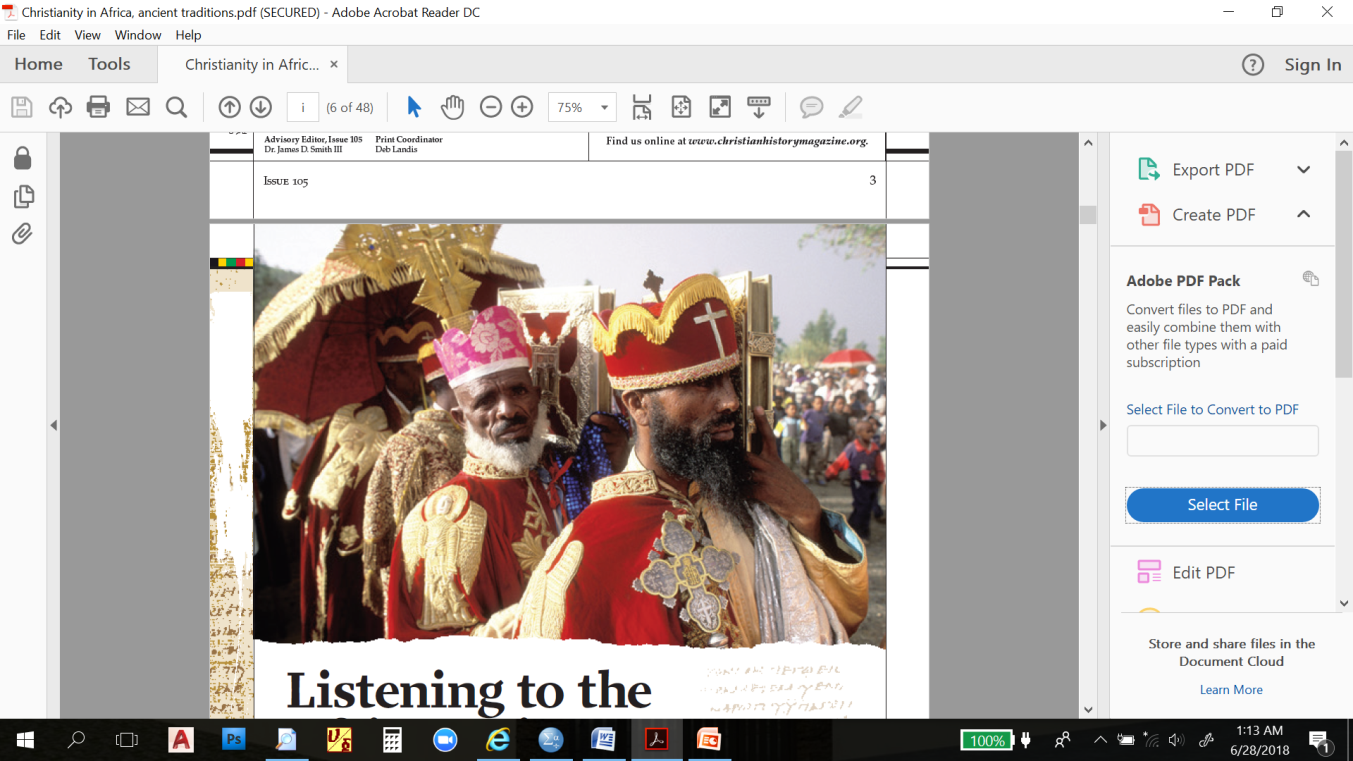 Christianity in Africa, ancient traditions.pdf (SECURED) - Adobe Acrobat Reader DC
File Edit View Window Help
Home Tools Christianity in Afric... × Sign In
i (6 of 48) 75%
Advisory Editor, Issue 105 Print Coordinator
Dr. James D. Smith III Deb Landis
Find us online at www.christianhistorymagazine.org.
Issue 105 3
Listening to the
Export PDF
Create PDF
Adobe PDF Pack
Convert files to PDF and
easily combine them with
other file types with a paid
subscription
Select File to Convert to PDF
Select File
Edit PDF
Store and share files in the
Document Cloud
Learn More
A Ps
100%
1:13 AM
6/28/2018
1